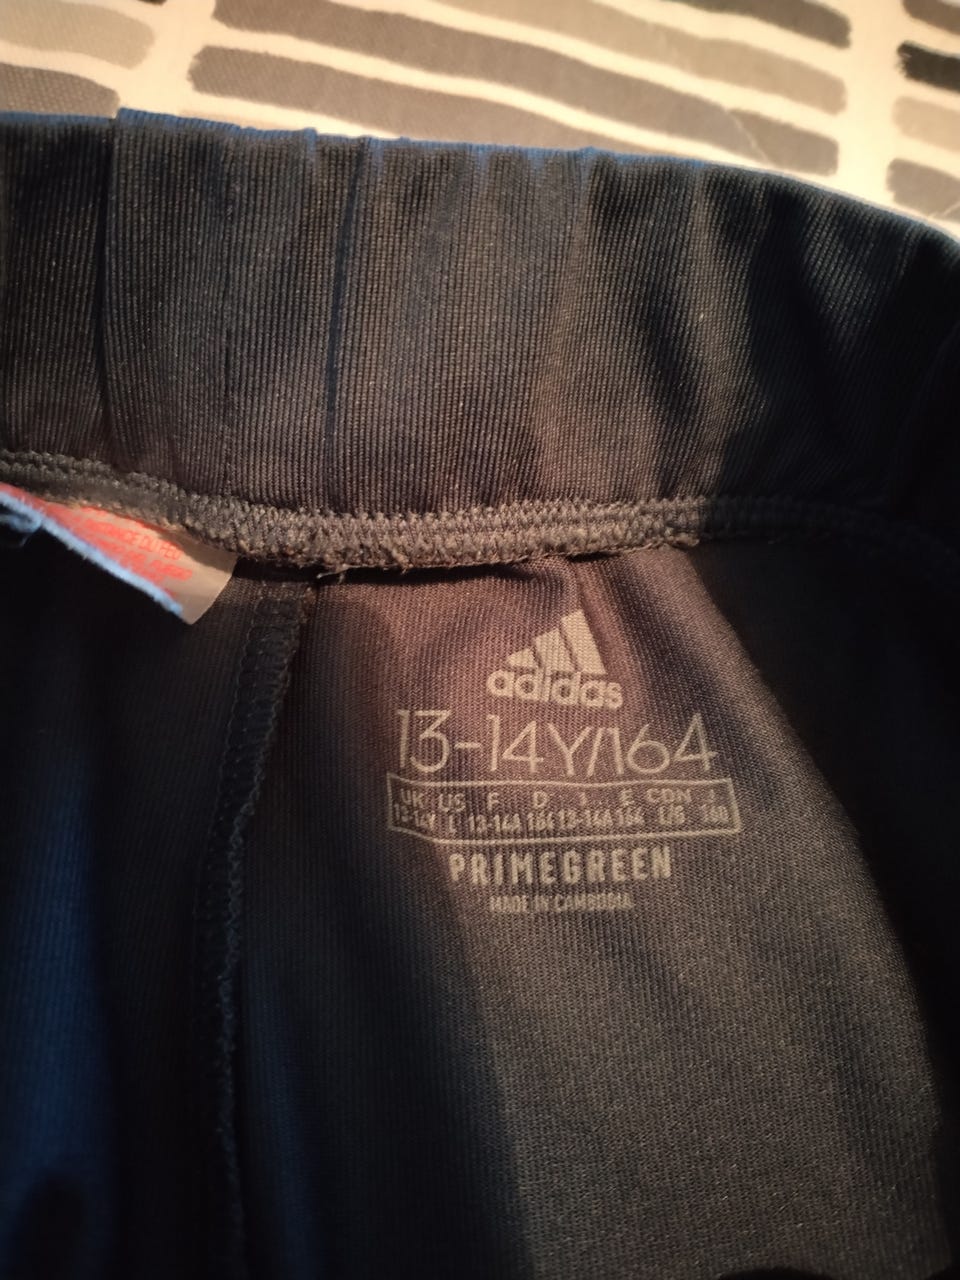 adidas
13-14Y/164
UK US F D I E CDN J
13-14Y L 13-14A 164 13-14A 164 L/G 160
PRIMEGREEN
MADE IN CAMBODIA